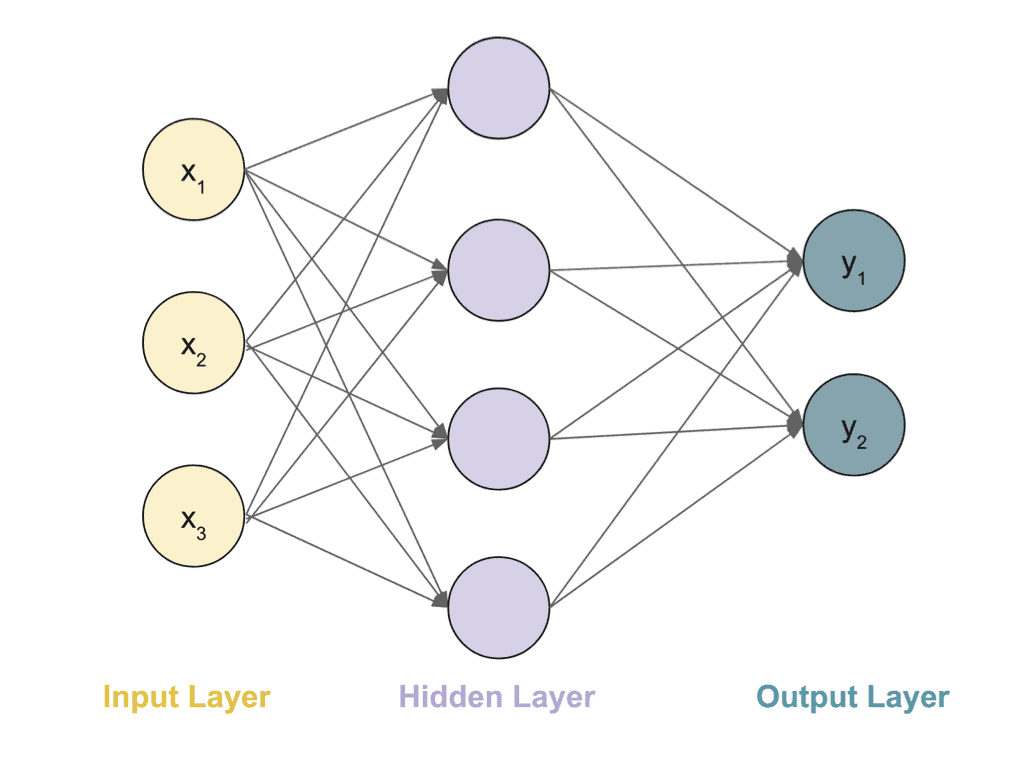 x₁
x₂
x₃
y₁
y₂
Input Layer
Hidden Layer
Output Layer